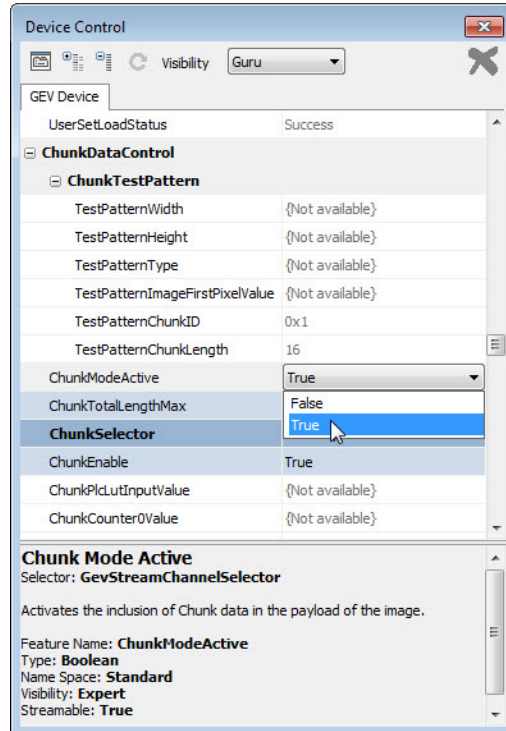 Device Control
Visibility Guru
GEV Device
UserSetLoadStatus Success
ChunkDataControl
ChunkTestPattern
TestPatternWidth {Not available}
TestPatternHeight {Not available}
TestPatternType {Not available}
TestPatternImageFirstPixelValue {Not available}
TestPatternChunkID 0x1
TestPatternChunkLength 16
ChunkModeActive True
ChunkTotalLengthMax False
ChunkSelector True
ChunkEnable True
ChunkPlcLutInputValue {Not available}
ChunkCounter0Value {Not available}
Chunk Mode Active
Selector: GevStreamChannelSelector
Activates the inclusion of Chunk data in the payload of the image.
Feature Name: ChunkModeActive
Type: Boolean
Name Space: Standard
Visibility: Expert
Streamable: True